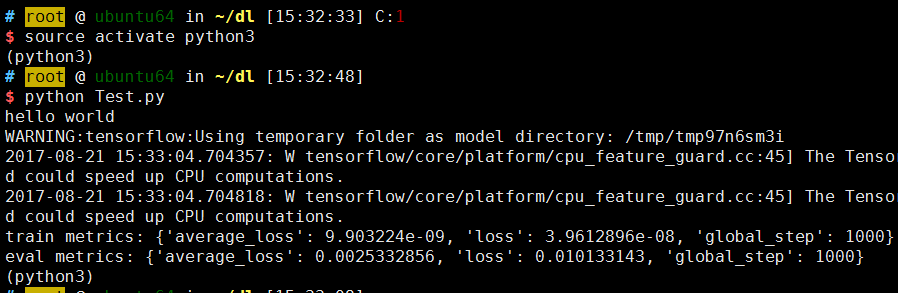 # root @ ubuntu64 in ~/dl [15:32:33] C:1
$ source activate python3
(python3)
# root @ ubuntu64 in ~/dl [15:32:48]
$ python Test.py
hello world
WARNING:tensorflow:Using temporary folder as model directory: /tmp/tmp97n6sm3i
2017-08-21 15:33:04.704357: W tensorflow/core/platform/cpu_feature_guard.cc:45] The Tensor
d could speed up CPU computations.
2017-08-21 15:33:04.704818: W tensorflow/core/platform/cpu_feature_guard.cc:45] The Tensor
d could speed up CPU computations.
train metrics: {'average_loss': 9.903224e-09, 'loss': 3.9612896e-08, 'global_step': 1000}
eval metrics: {'average_loss': 0.0025332856, 'loss': 0.010133143, 'global_step': 1000}
(python3)